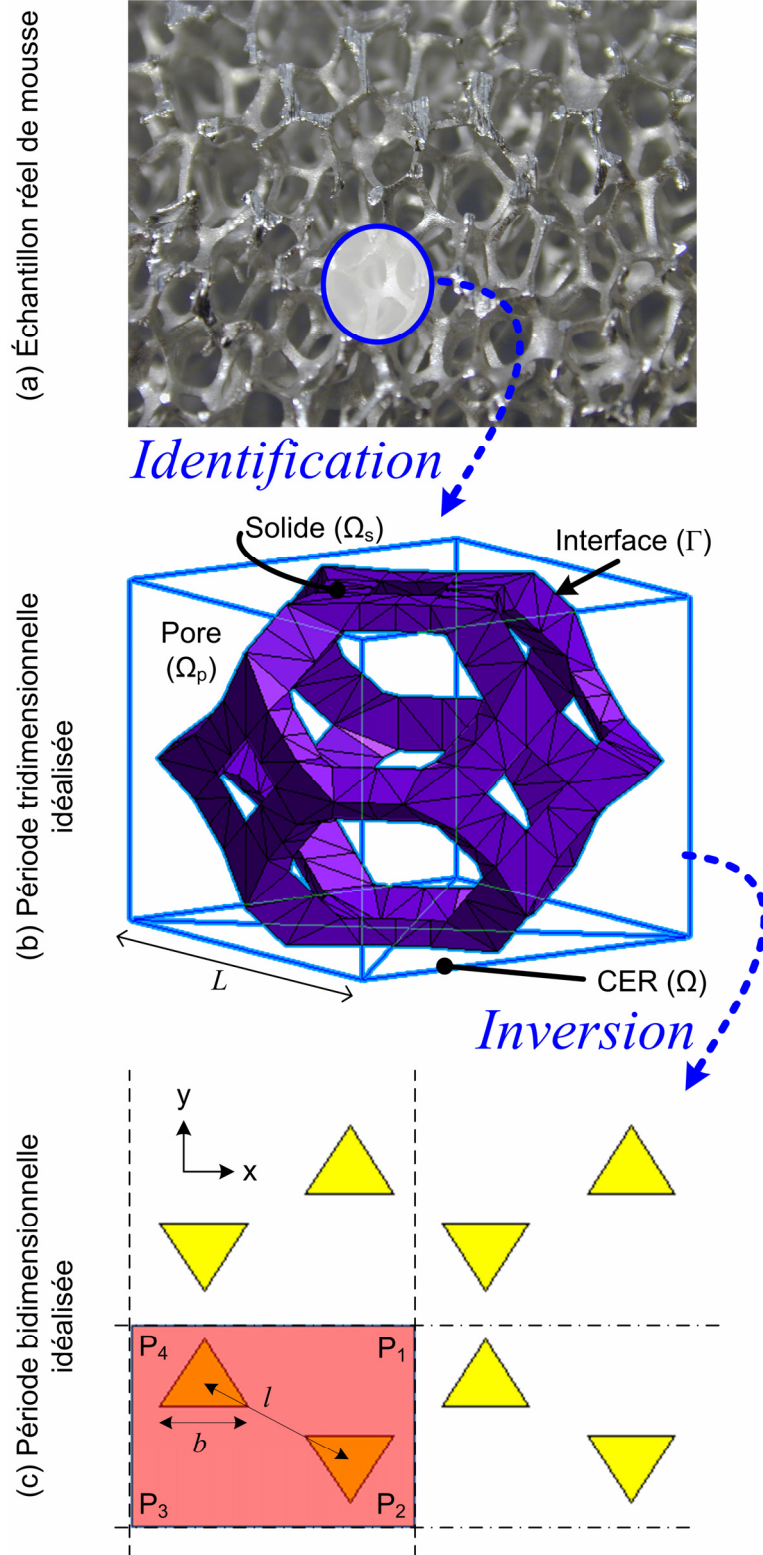 (a) Échantillon réel de mousse
Identification
Solide (Ωs)
Interface (Γ)
Pore
(Ωp)
(b) Période tridimensionnelle
idéalisée
L
CER (Ω)
Inversion
(c) Période bidimensionnelle
idéalisée
y
x
P4
P1
l
b
P3
P2